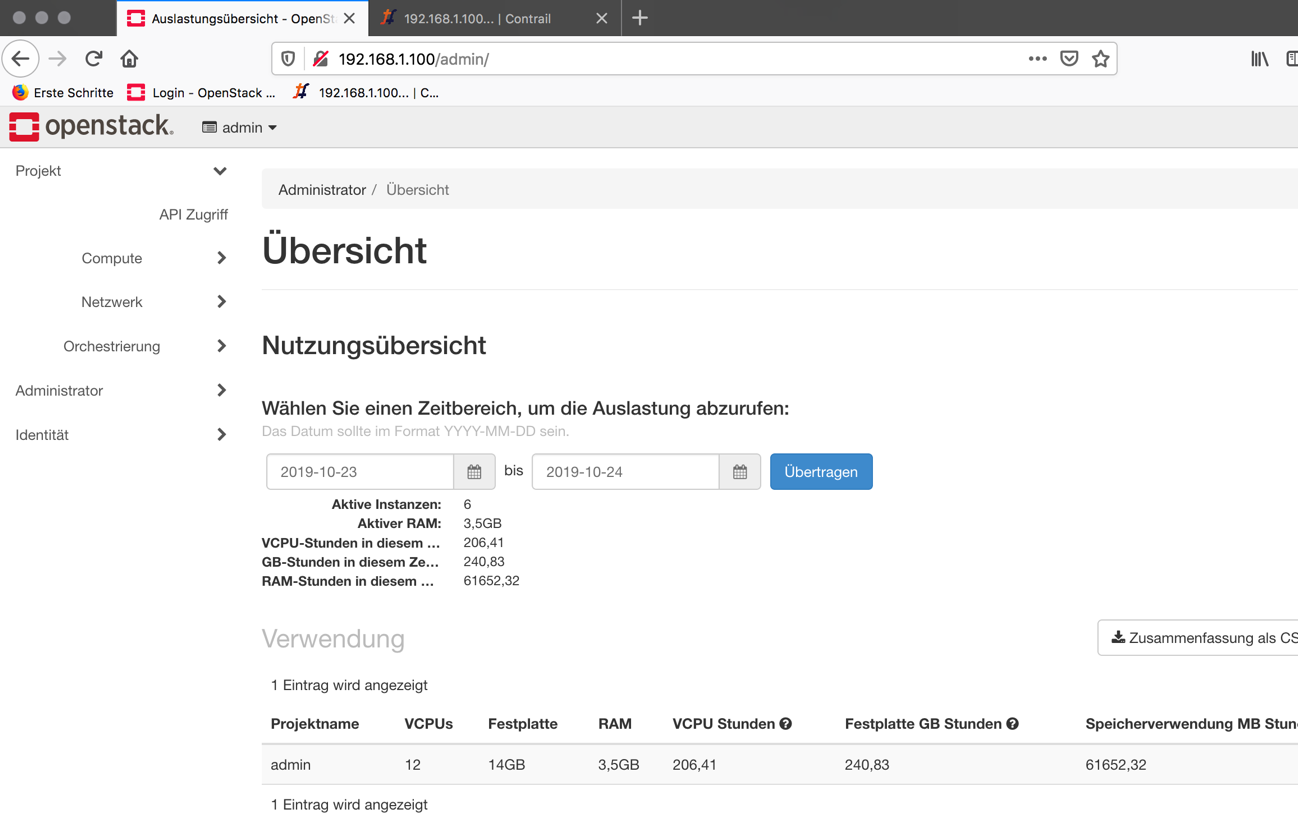 Auslastungsübersicht - OpenSt
192.168.1.100... | Contrail
192.168.1.100/admin/
Erste Schritte
Login - OpenStack ...
192.168.1.100... | C...
openstack.
admin
Projekt
API Zugriff
Compute
Netzwerk
Orchestrierung
Administrator
Identität
Administrator / Übersicht
Übersicht
Nutzungsübersicht
Wählen Sie einen Zeitbereich, um die Auslastung abzurufen:
Das Datum sollte im Format YYYY-MM-DD sein.
2019-10-23 bis 2019-10-24 Übertragen
Aktive Instanzen: 6
Aktiver RAM: 3,5GB
VCPU-Stunden in diesem ... 206,41
GB-Stunden in diesem Ze... 240,83
RAM-Stunden in diesem ... 61652,32
Verwendung
Zusammenfassung als CS
1 Eintrag wird angezeigt
Projektname VCPUs Festplatte RAM VCPU Stunden Festplatte GB Stunden Speicherverwendung MB Stun
admin 12 14GB 3,5GB 206,41 240,83 61652,32
1 Eintrag wird angezeigt